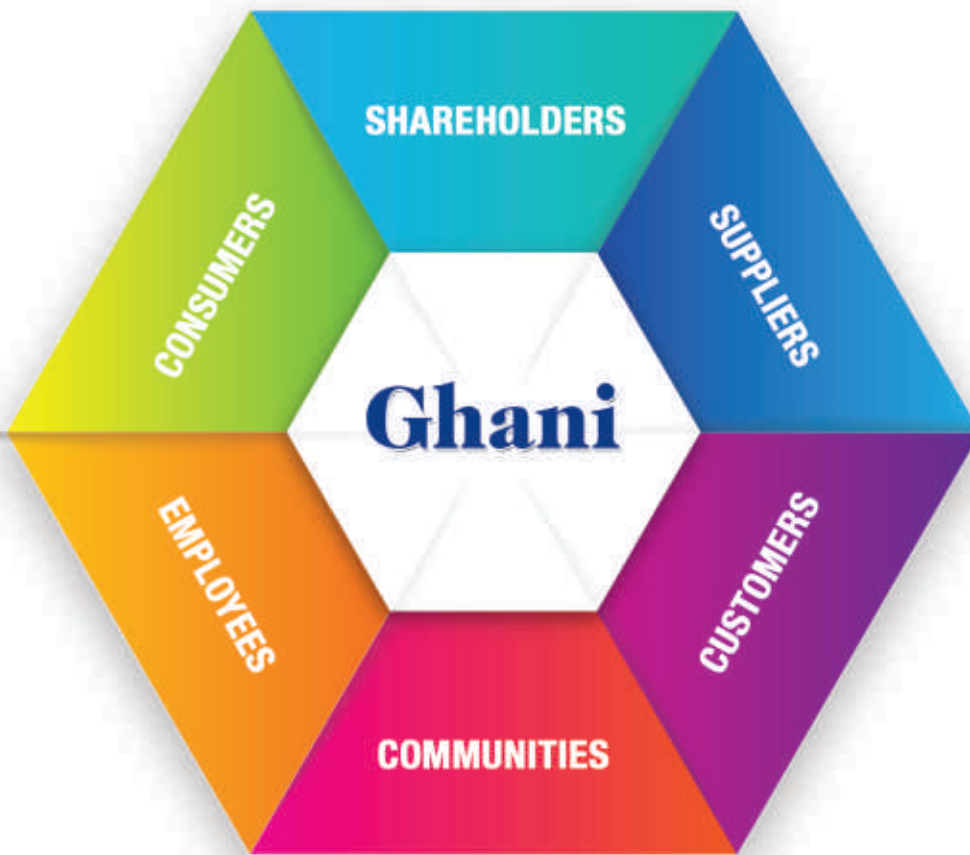 SHAREHOLDERS
CONSUMERS
SUPPLIERS
Ghani
EMPLOYEES
CUSTOMERS
COMMUNITIES